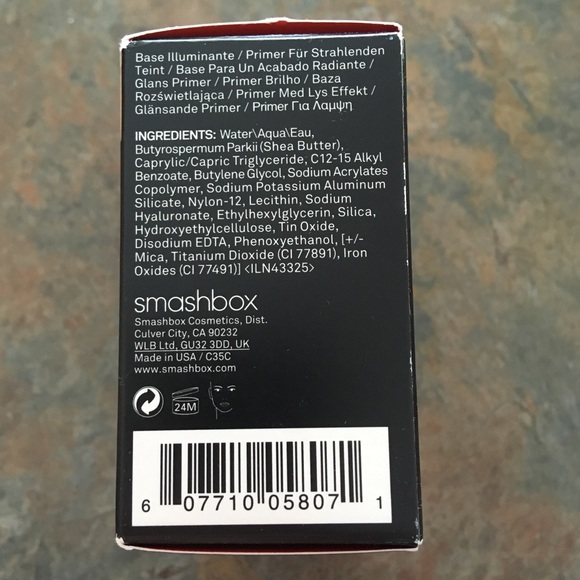 Base Illuminante / Primer Für Strahlenden
Teint / Base Para Un Acabado Radiante /
Glans Primer / Primer Brilho / Baza
Rozświetlająca / Primer Med Lys Effekt /
Glänsande Primer / Primer Για Λαμψη
INGREDIENTS: Water\Aqua\Eau,
Butyrospermum Parkii (Shea Butter),
Caprylic/Capric Triglyceride, C12-15 Alkyl
Benzoate, Butylene Glycol, Sodium Acrylates
Copolymer, Sodium Potassium Aluminum
Silicate, Nylon-12, Lecithin, Sodium
Hyaluronate, Ethylhexylglycerin, Silica,
Hydroxyethylcellulose, Tin Oxide,
Disodium EDTA, Phenoxyethanol, [+/-
Mica, Titanium Dioxide (CI 77891), Iron
Oxides (CI 77491)] <ILN43325>
smashbox
Smashbox Cosmetics, Dist.
Culver City, CA 90232
WLB Ltd, GU32 3DD, UK
Made in USA / C35C
www.smashbox.com
24M
6 07710 05807 1